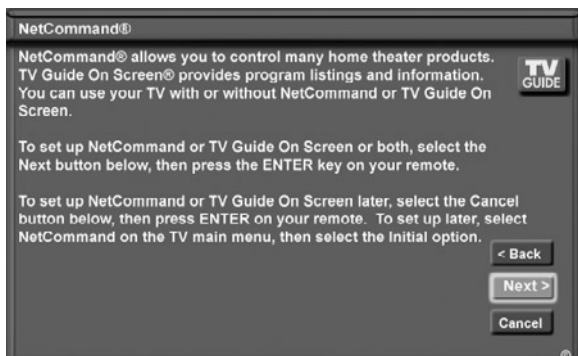 NetCommand®
NetCommand® allows you to control many home theater products.
TV Guide On Screen® provides program listings and information.
You can use your TV with or without NetCommand or TV Guide On
Screen.
TV
GUIDE
To set up NetCommand or TV Guide On Screen or both, select the
Next button below, then press the ENTER key on your remote.
To set up NetCommand or TV Guide On Screen later, select the Cancel
button below, then press ENTER on your remote. To set up later, select
NetCommand on the TV main menu, then select the Initial option.
< Back
Next >
Cancel
®